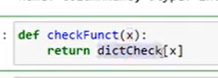 : def checkFunct(x):
return dictCheck[x]